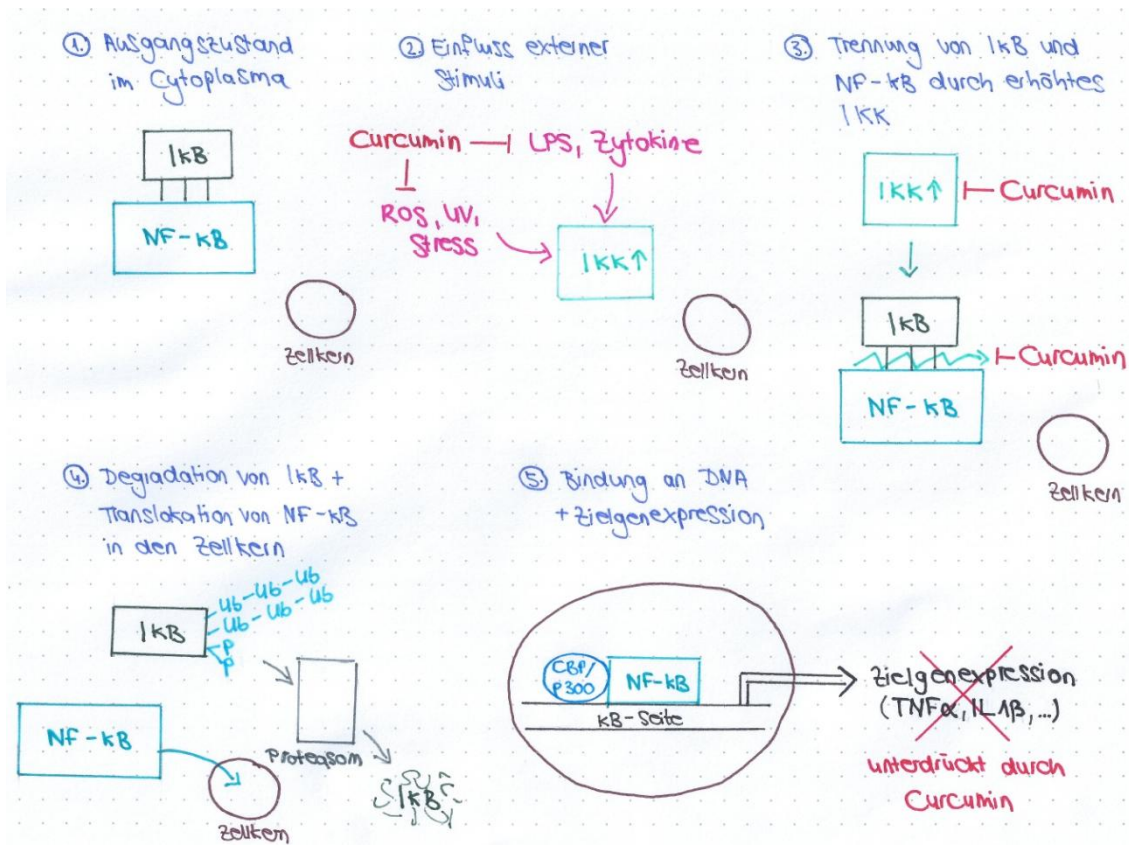 1. Ausgangszustand
im Cytoplasma
IκB
NF-κB
Zellkern
2. Einfluss externer
Stimuli
Curcumin
LPS, Zytokine
ROS, UV,
Stress
IKK↑
Zellkern
3. Trennung von IκB und
NF-κB durch erhöhtes
IKK
IKK↑
Curcumin
IκB
Curcumin
NF-κB
Zellkern
4. Degradation von IκB +
Translokation von NF-κB
in den Zellkern
Ub-Ub-Ub
Ub-Ub-Ub
IκB
P
P
NF-κB
Proteasom
IκB
Zellkern
5. Bindung an DNA
+ Zielgenexpression
CBP/
P300
NF-κB
κB-Seite
Zielgenexpression
(TNFα, IL1β, ...)
unterdrückt durch
Curcumin